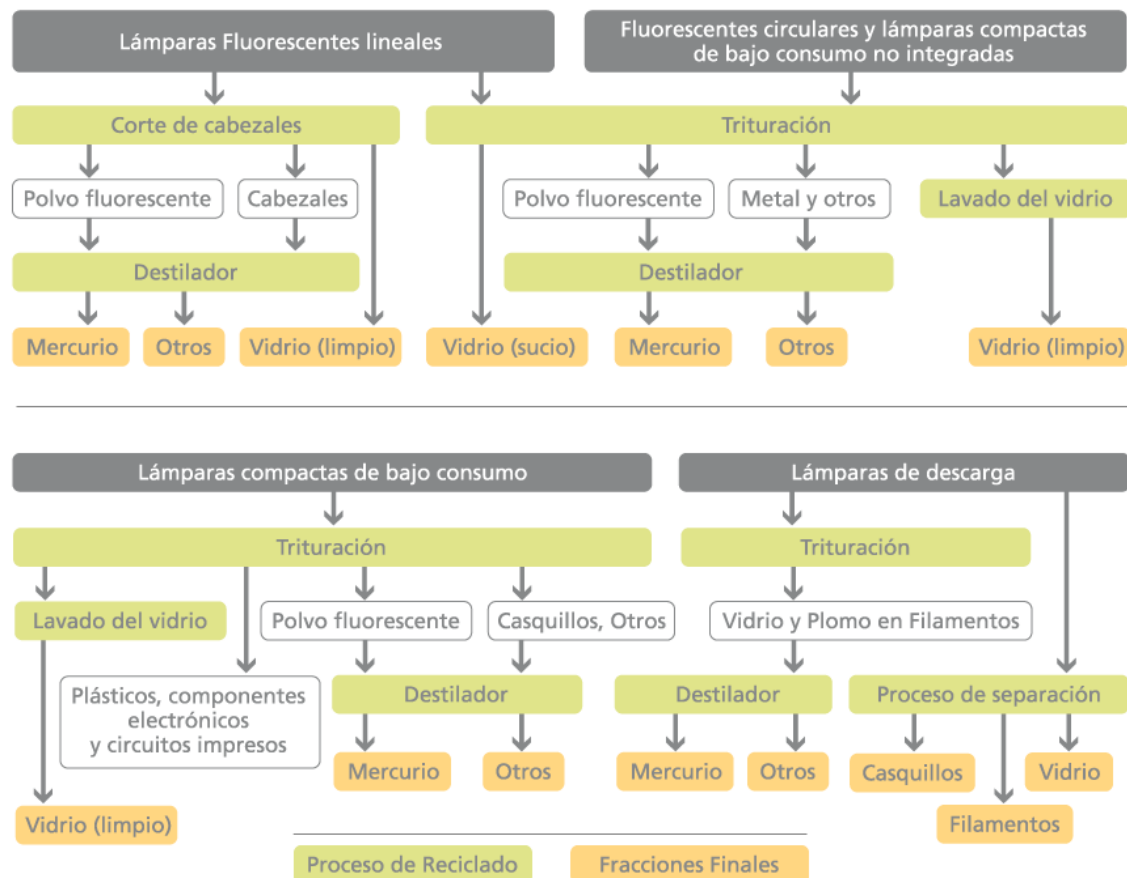 Lámparas Fluorescentes lineales
Fluorescentes circulares y lámparas compactas
de bajo consumo no integradas
Corte de cabezales
Trituración
Polvo fluorescente
Cabezales
Polvo fluorescente
Metal y otros
Lavado del vidrio
Destilador
Destilador
Mercurio
Otros
Vidrio (limpio)
Vidrio (sucio)
Mercurio
Otros
Vidrio (limpio)
Lámparas compactas de bajo consumo
Lámparas de descarga
Trituración
Trituración
Lavado del vidrio
Polvo fluorescente
Casquillos, Otros
Vidrio y Plomo en Filamentos
Plásticos, componentes
electrónicos
y circuitos impresos
Destilador
Destilador
Proceso de separación
Mercurio
Otros
Mercurio
Otros
Casquillos
Vidrio
Vidrio (limpio)
Filamentos
Proceso de Reciclado
Fracciones Finales